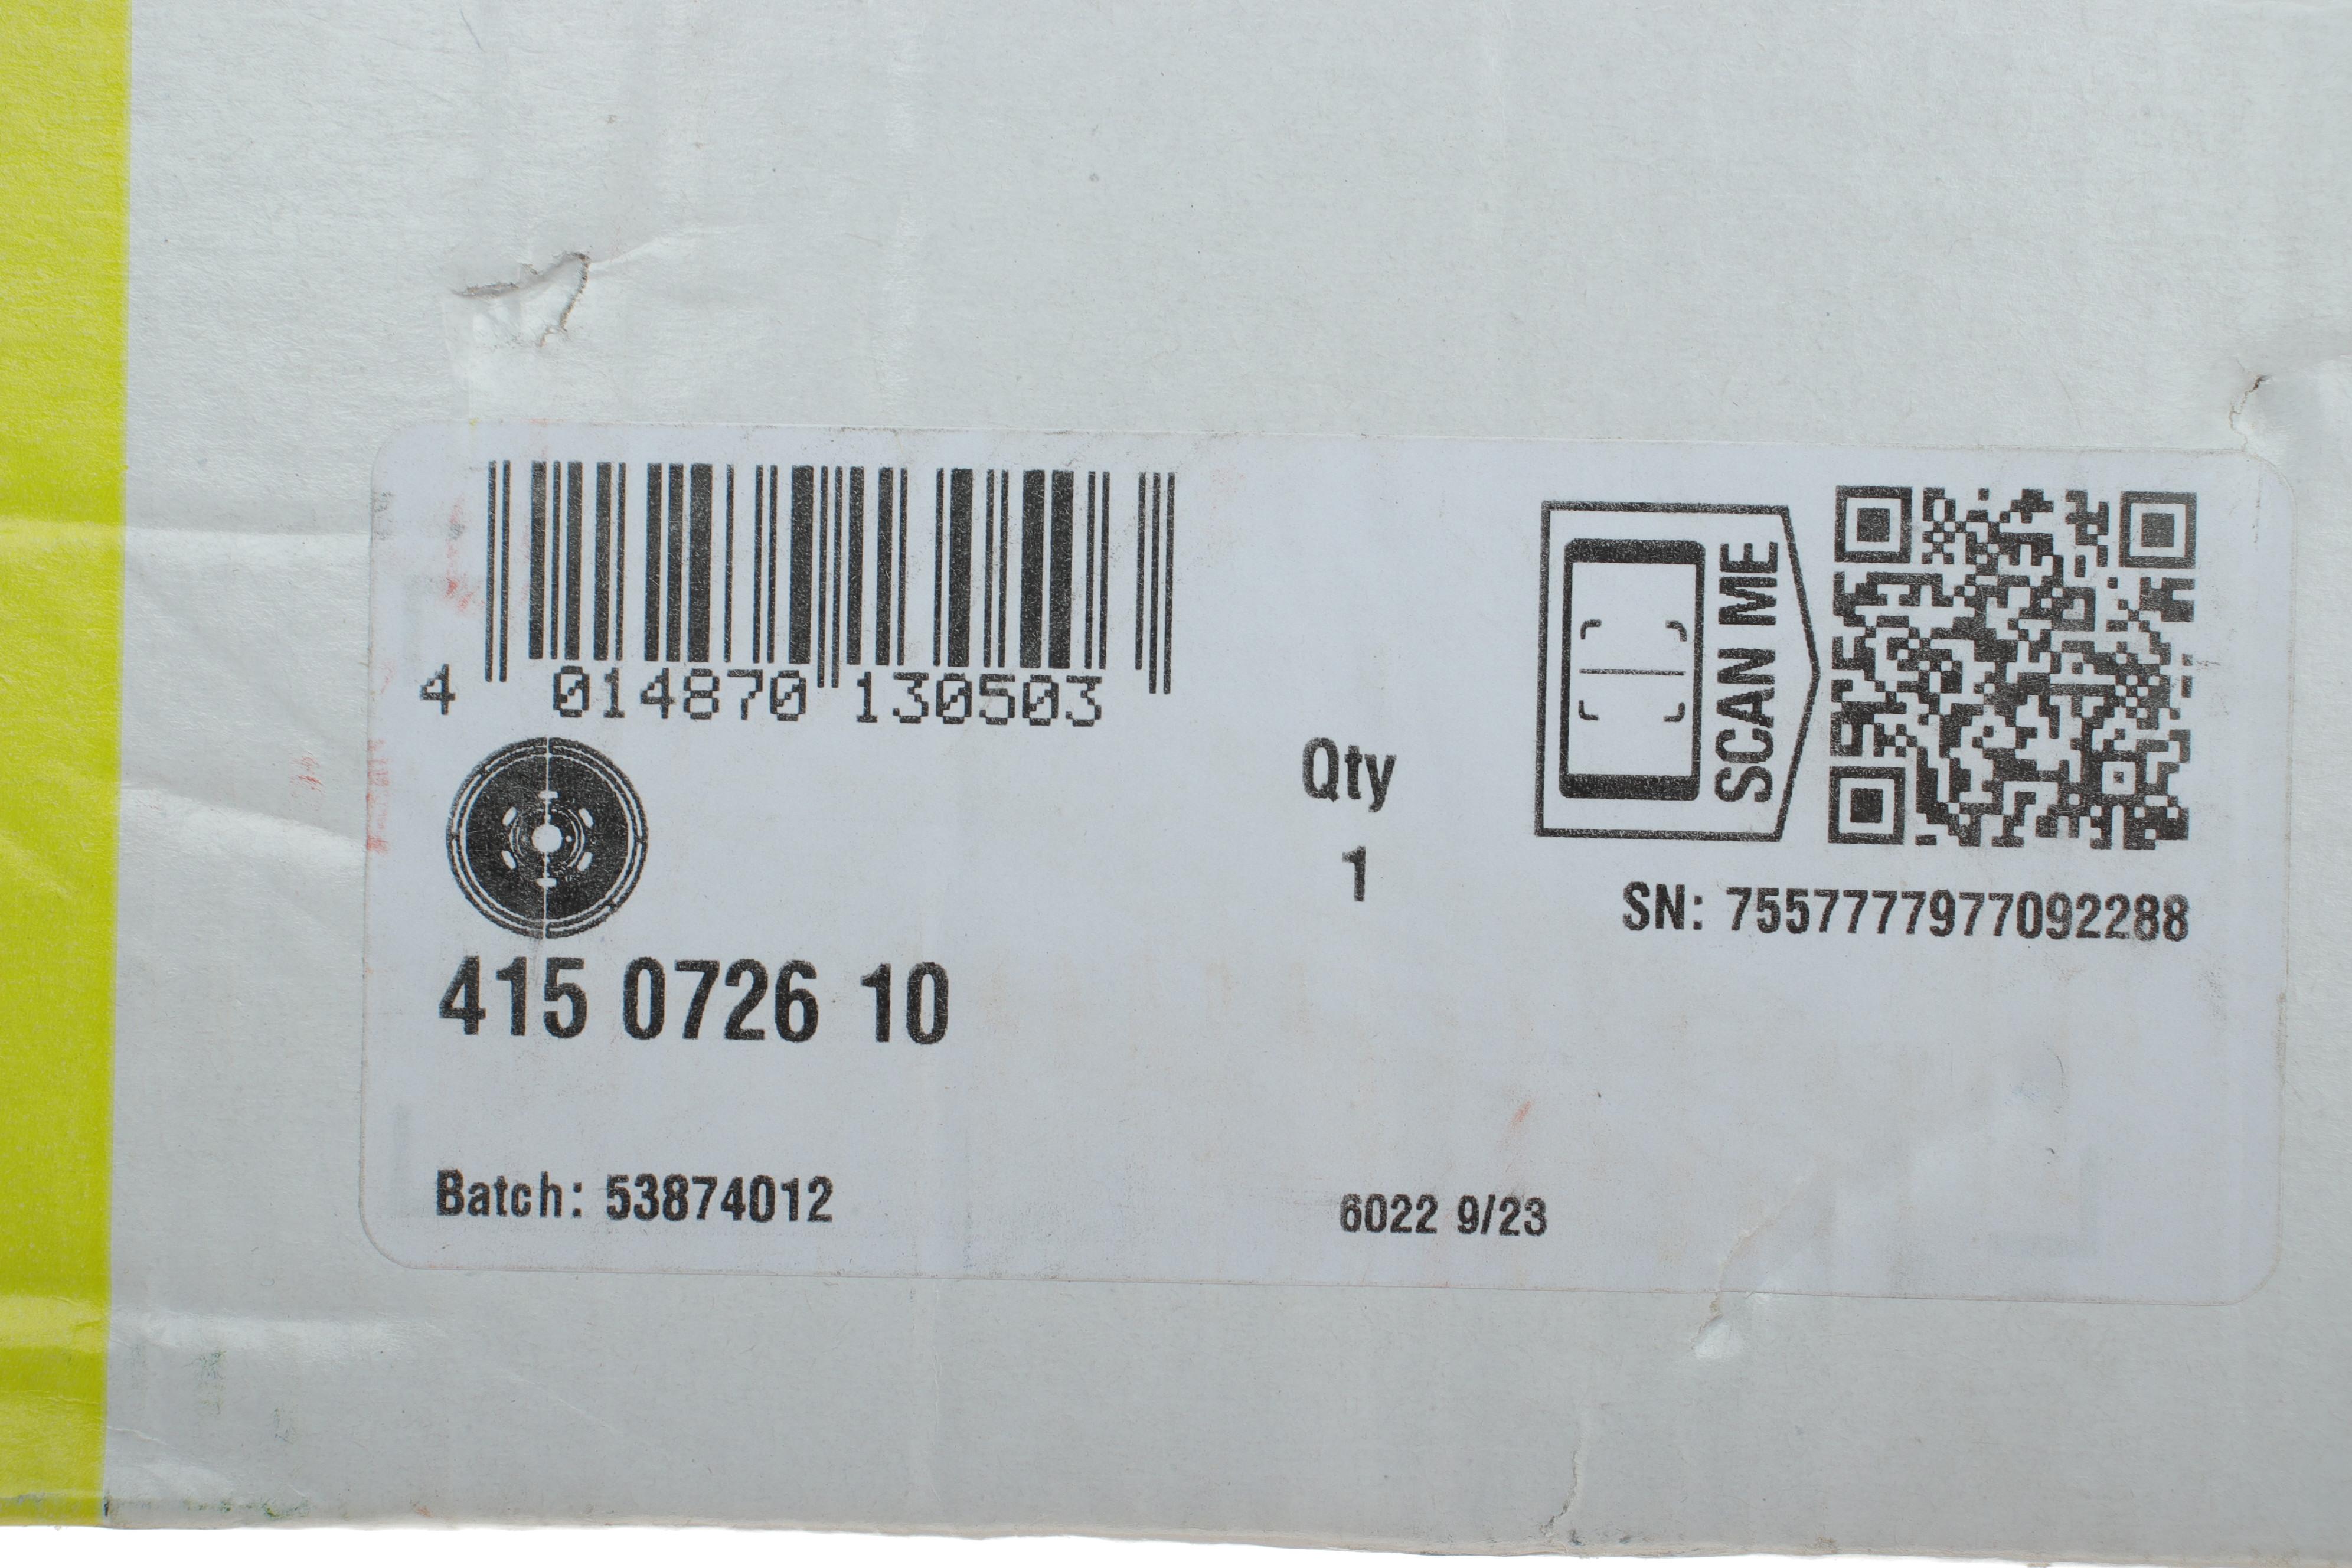 4 014870 130503
SCAN ME
Qty
1
SN: 7557777977092288
415 0726 10
Batch: 53874012
6022 9/23